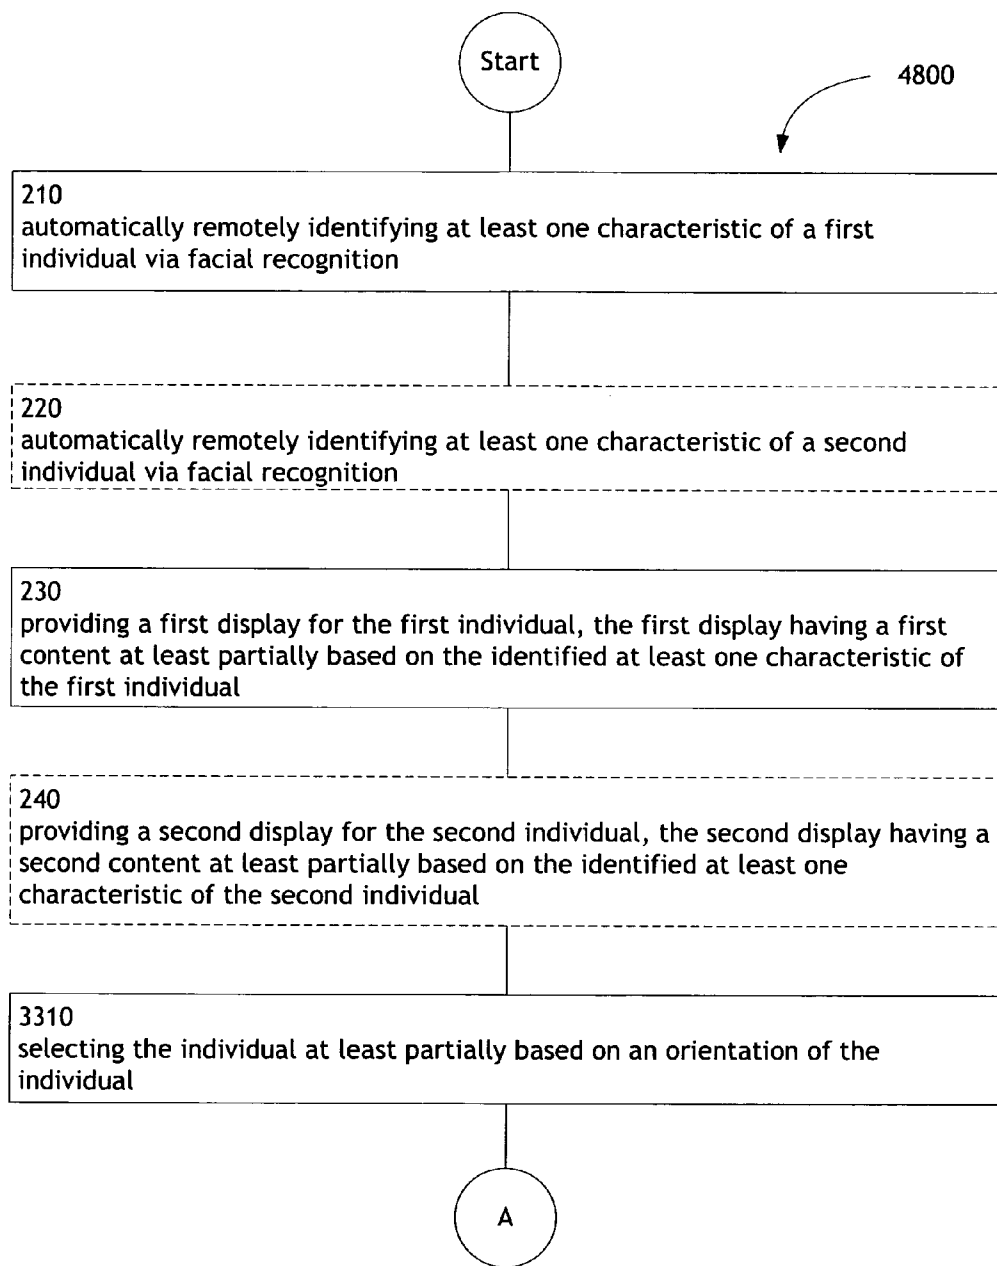 Start
4800
210
automatically remotely identifying at least one characteristic of a first
individual via facial recognition
220
automatically remotely identifying at least one characteristic of a second
individual via facial recognition
230
providing a first display for the first individual, the first display having a first
content at least partially based on the identified at least one characteristic of
the first individual
240
providing a second display for the second individual, the second display having a
second content at least partially based on the identified at least one
characteristic of the second individual
3310
selecting the individual at least partially based on an orientation of the
individual
A